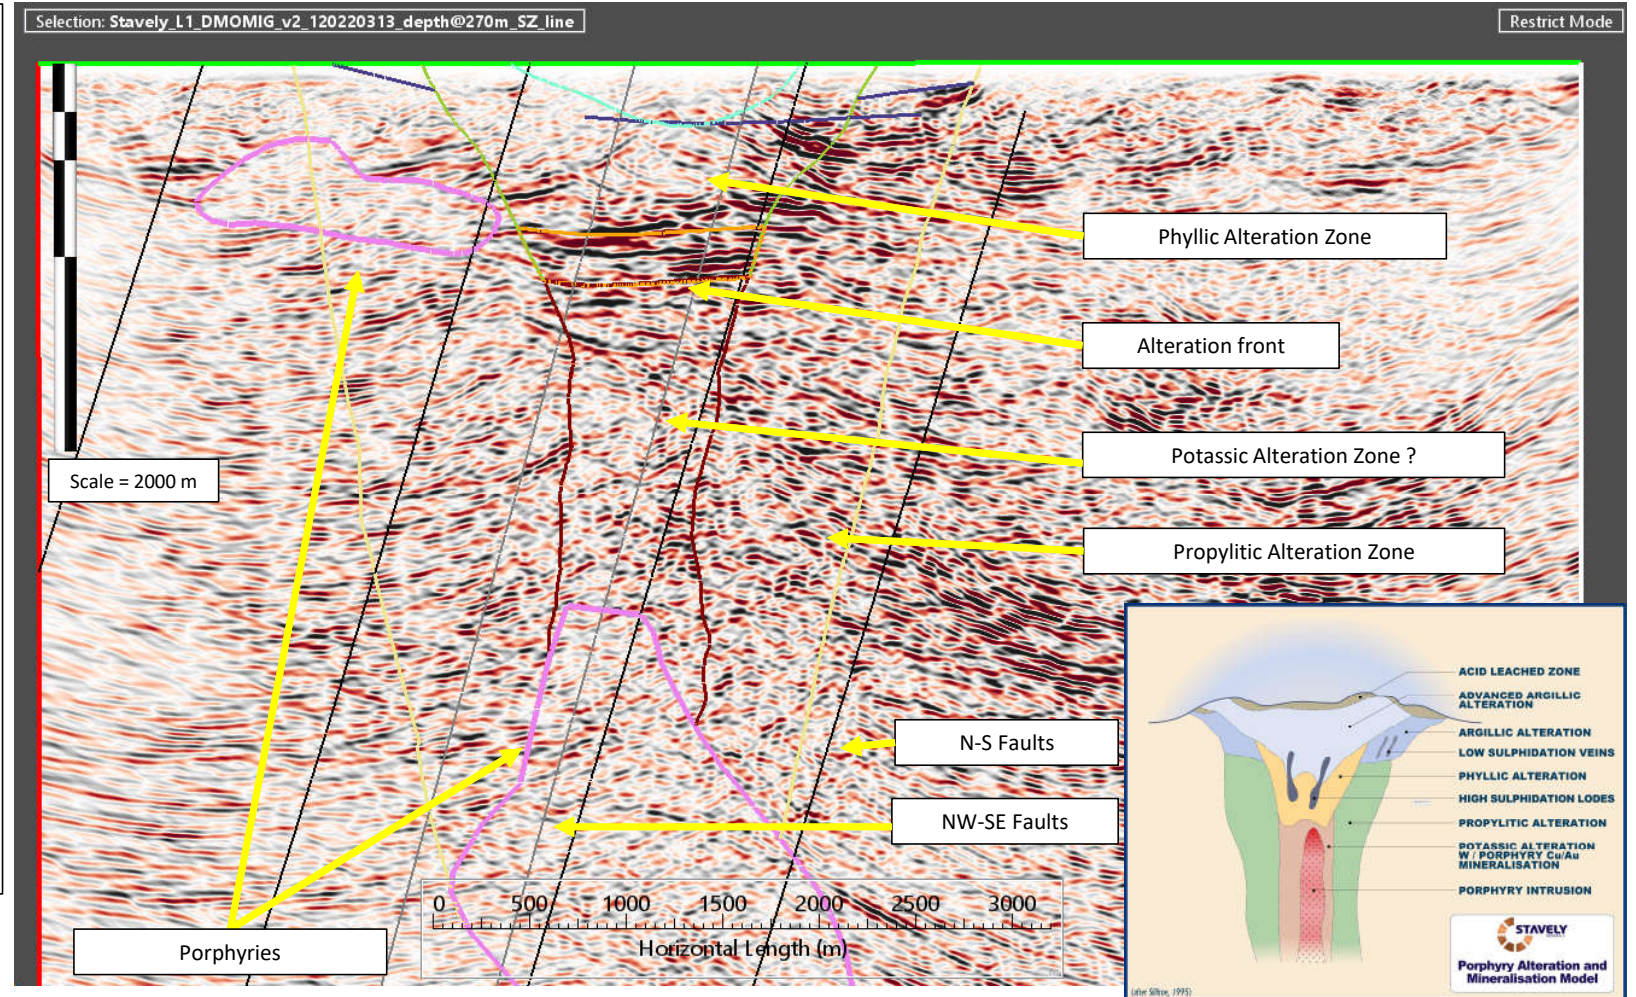 Selection: Stavely_L1_DMOMIG_v2_120220313_depth@270m_SZ_line
Restrict Mode
Phyllic Alteration Zone
Alteration front
Potassic Alteration Zone ?
Scale = 2000 m
Propylitic Alteration Zone
N-S Faults
NW-SE Faults
Porphyries
0 500 1000 1500 2000 2500 3000
Horizontal Length (m)
ACID LEACHED ZONE
ADVANCED ARGILLIC
ALTERATION
ARGILLIC ALTERATION
LOW SULPHIDATION VEINS
PHYLLIC ALTERATION
HIGH SULPHIDATION LODES
PROPYLITIC ALTERATION
POTASSIC ALTERATION
W / PORPHYRY Cu/Au
MINERALISATION
PORPHYRY INTRUSION
STAVELY
Porphyry Alteration and
Mineralisation Model
(after Sillitoe, 1995)